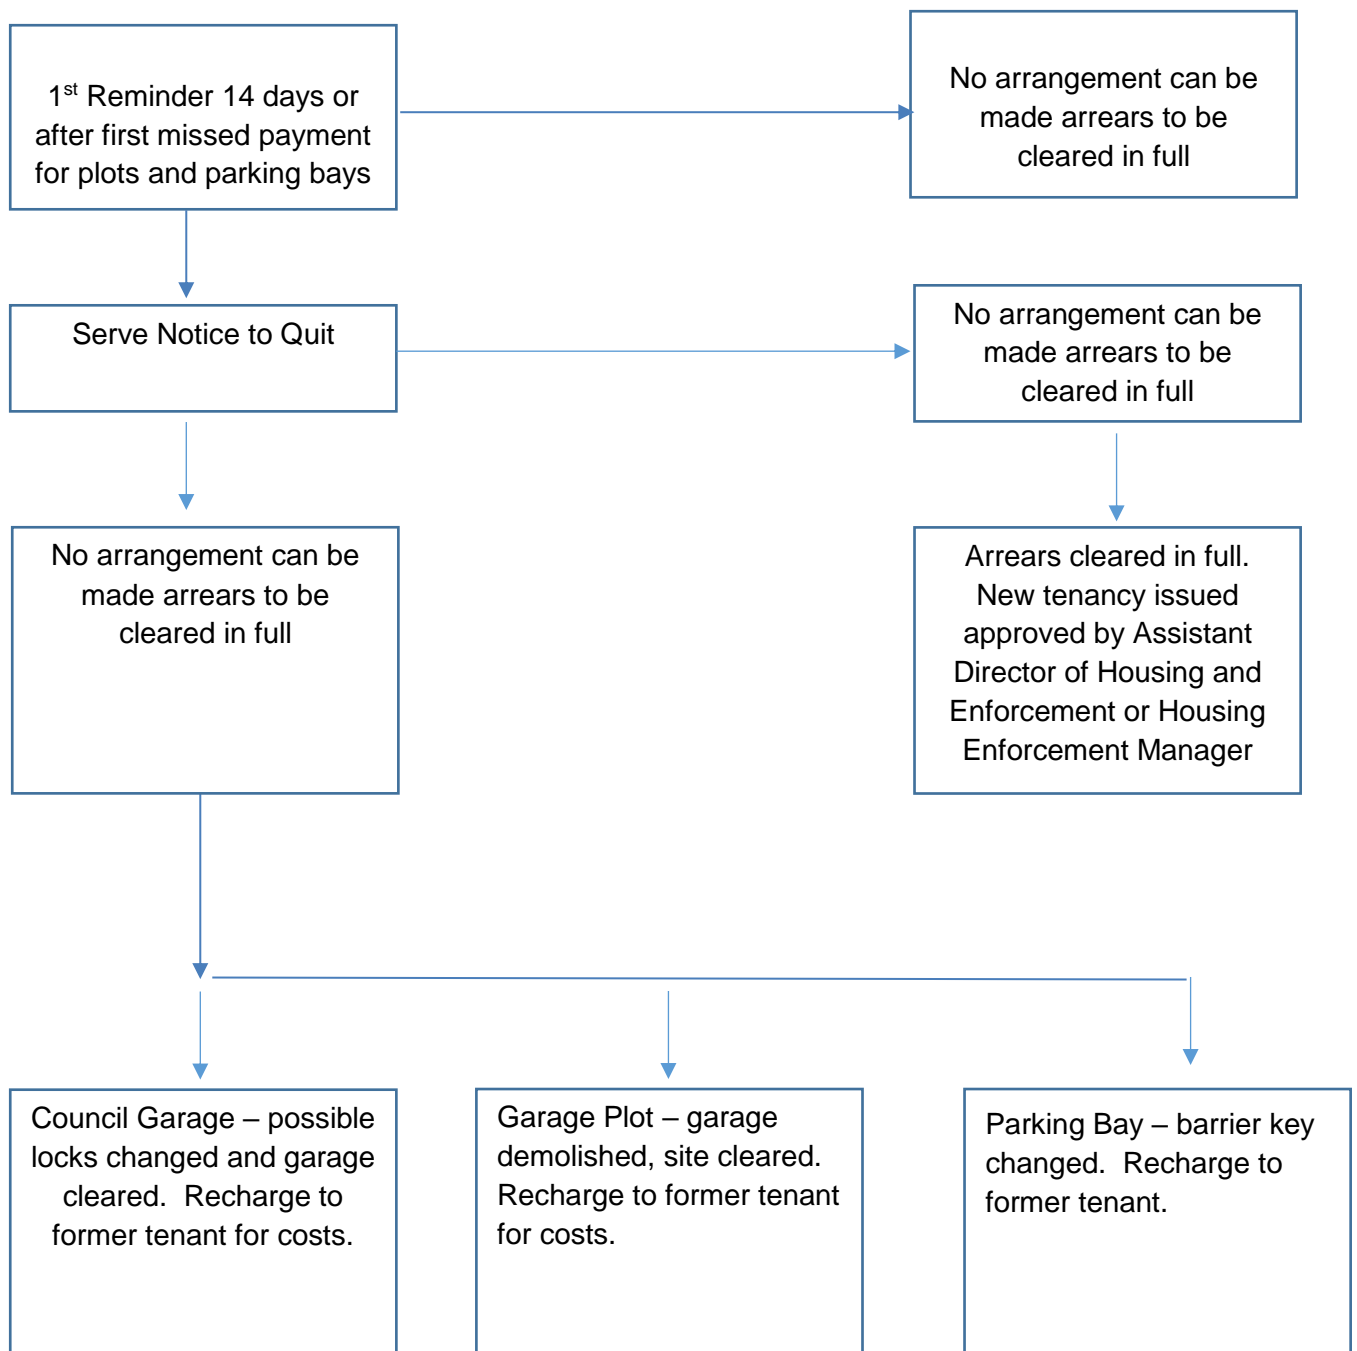 1st Reminder 14 days or
after first missed payment
for plots and parking bays
No arrangement can be
made arrears to be
cleared in full
Serve Notice to Quit
No arrangement can be
made arrears to be
cleared in full
No arrangement can be
made arrears to be
cleared in full
Arrears cleared in full.
New tenancy issued
approved by Assistant
Director of Housing and
Enforcement or Housing
Enforcement Manager
Council Garage – possible
locks changed and garage
cleared.  Recharge to
former tenant for costs.
Garage Plot – garage
demolished, site cleared.
Recharge to former tenant
for costs.
Parking Bay – barrier key
changed.  Recharge to
former tenant.